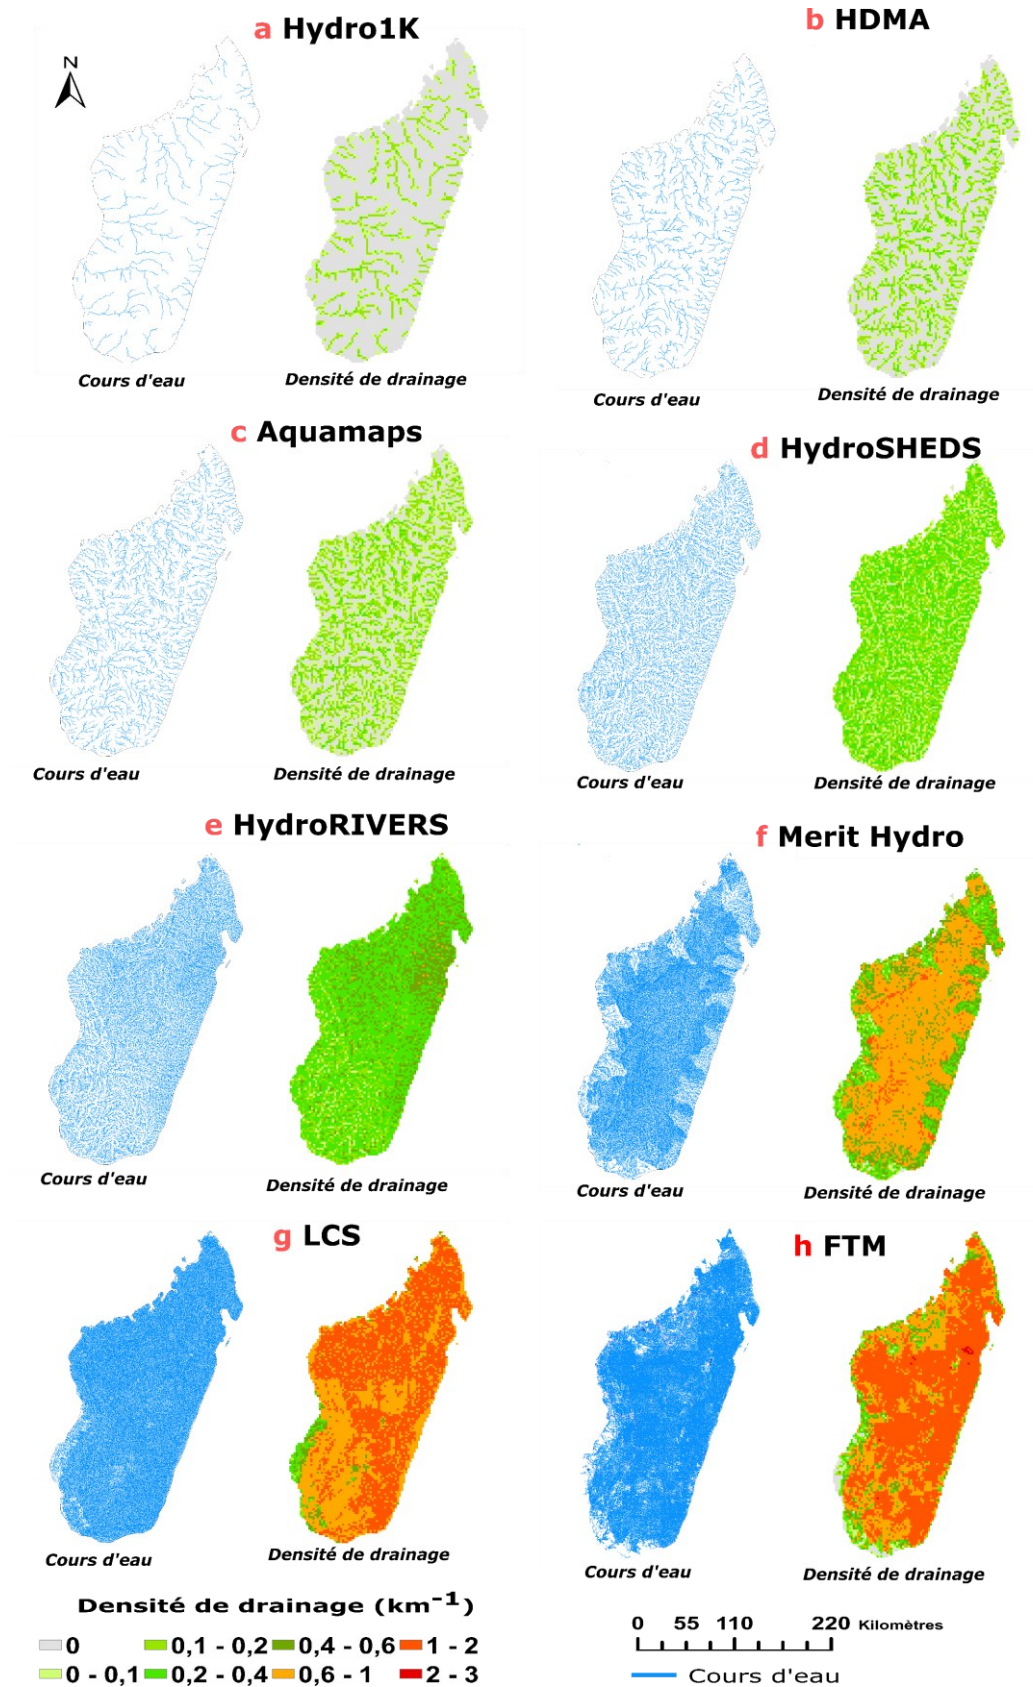 a Hydro1K
b HDMA
N
Cours d'eau
Densité de drainage
Cours d'eau
Densité de drainage
c Aquamaps
d HydroSHEDS
Cours d'eau
Densité de drainage
Cours d'eau
Densité de drainage
e HydroRIVERS
f Merit Hydro
Cours d'eau
Densité de drainage
Cours d'eau
Densité de drainage
g LCS
h FTM
Cours d'eau
Densité de drainage
Cours d'eau
Densité de drainage
Densité de drainage (km⁻¹)
0 0,1 - 0,2 0,4 - 0,6 1 - 2
0 - 0,1 0,2 - 0,4 0,6 - 1 2 - 3
0 55 110 220 Kilomètres
Cours d'eau